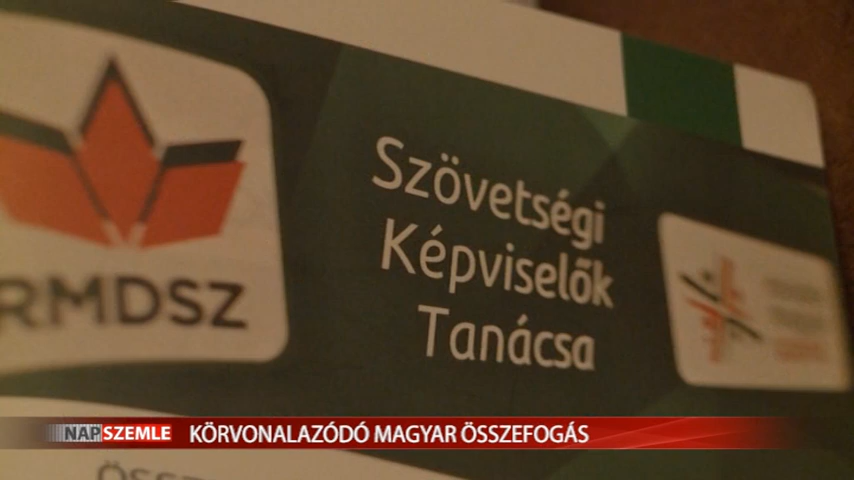 RMDSZ
Szövetségi
Képviselők
Tanácsa
NAPSZEMLE KÖRVONALAZÓDÓ MAGYAR ÖSSZEFOGÁS